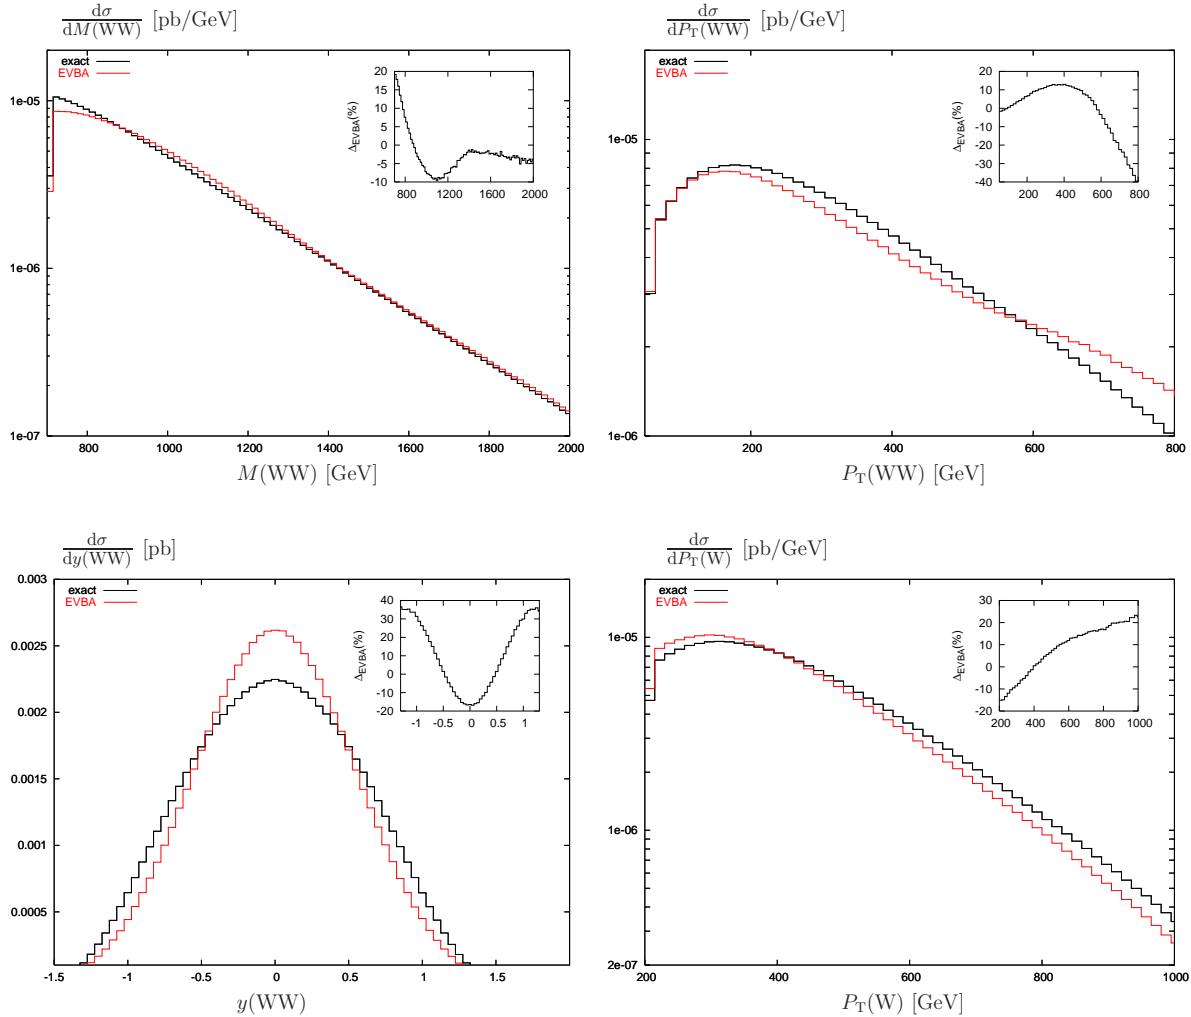 dσ
dM(WW) [pb/GeV]
exact
EVBA
1e-05
1e-06
1e-07
800 1000 1200 1400 1600 1800 2000
M(WW) [GeV]
20
15
10
5
0
-5
-10
800 1200 1600 2000
Δ_EVBA(%)
dσ
dP_T(WW) [pb/GeV]
exact
EVBA
1e-05
1e-06
200 400 600 800
P_T(WW) [GeV]
20
10
0
-10
-20
-30
-40
200 400 600 800
Δ_EVBA(%)
dσ
dy(WW) [pb]
exact
EVBA
0.003
0.0025
0.002
0.0015
0.001
0.0005
-1.5 -1 -0.5 0 0.5 1 1.5
y(WW)
40
30
20
10
0
-10
-20
-1 -0.5 0 0.5 1
Δ_EVBA(%)
dσ
dP_T(W) [pb/GeV]
exact
EVBA
1e-05
1e-06
2e-07
200 400 600 800 1000
P_T(W) [GeV]
30
20
10
0
-10
-20
200 400 600 800 1000
Δ_EVBA(%)